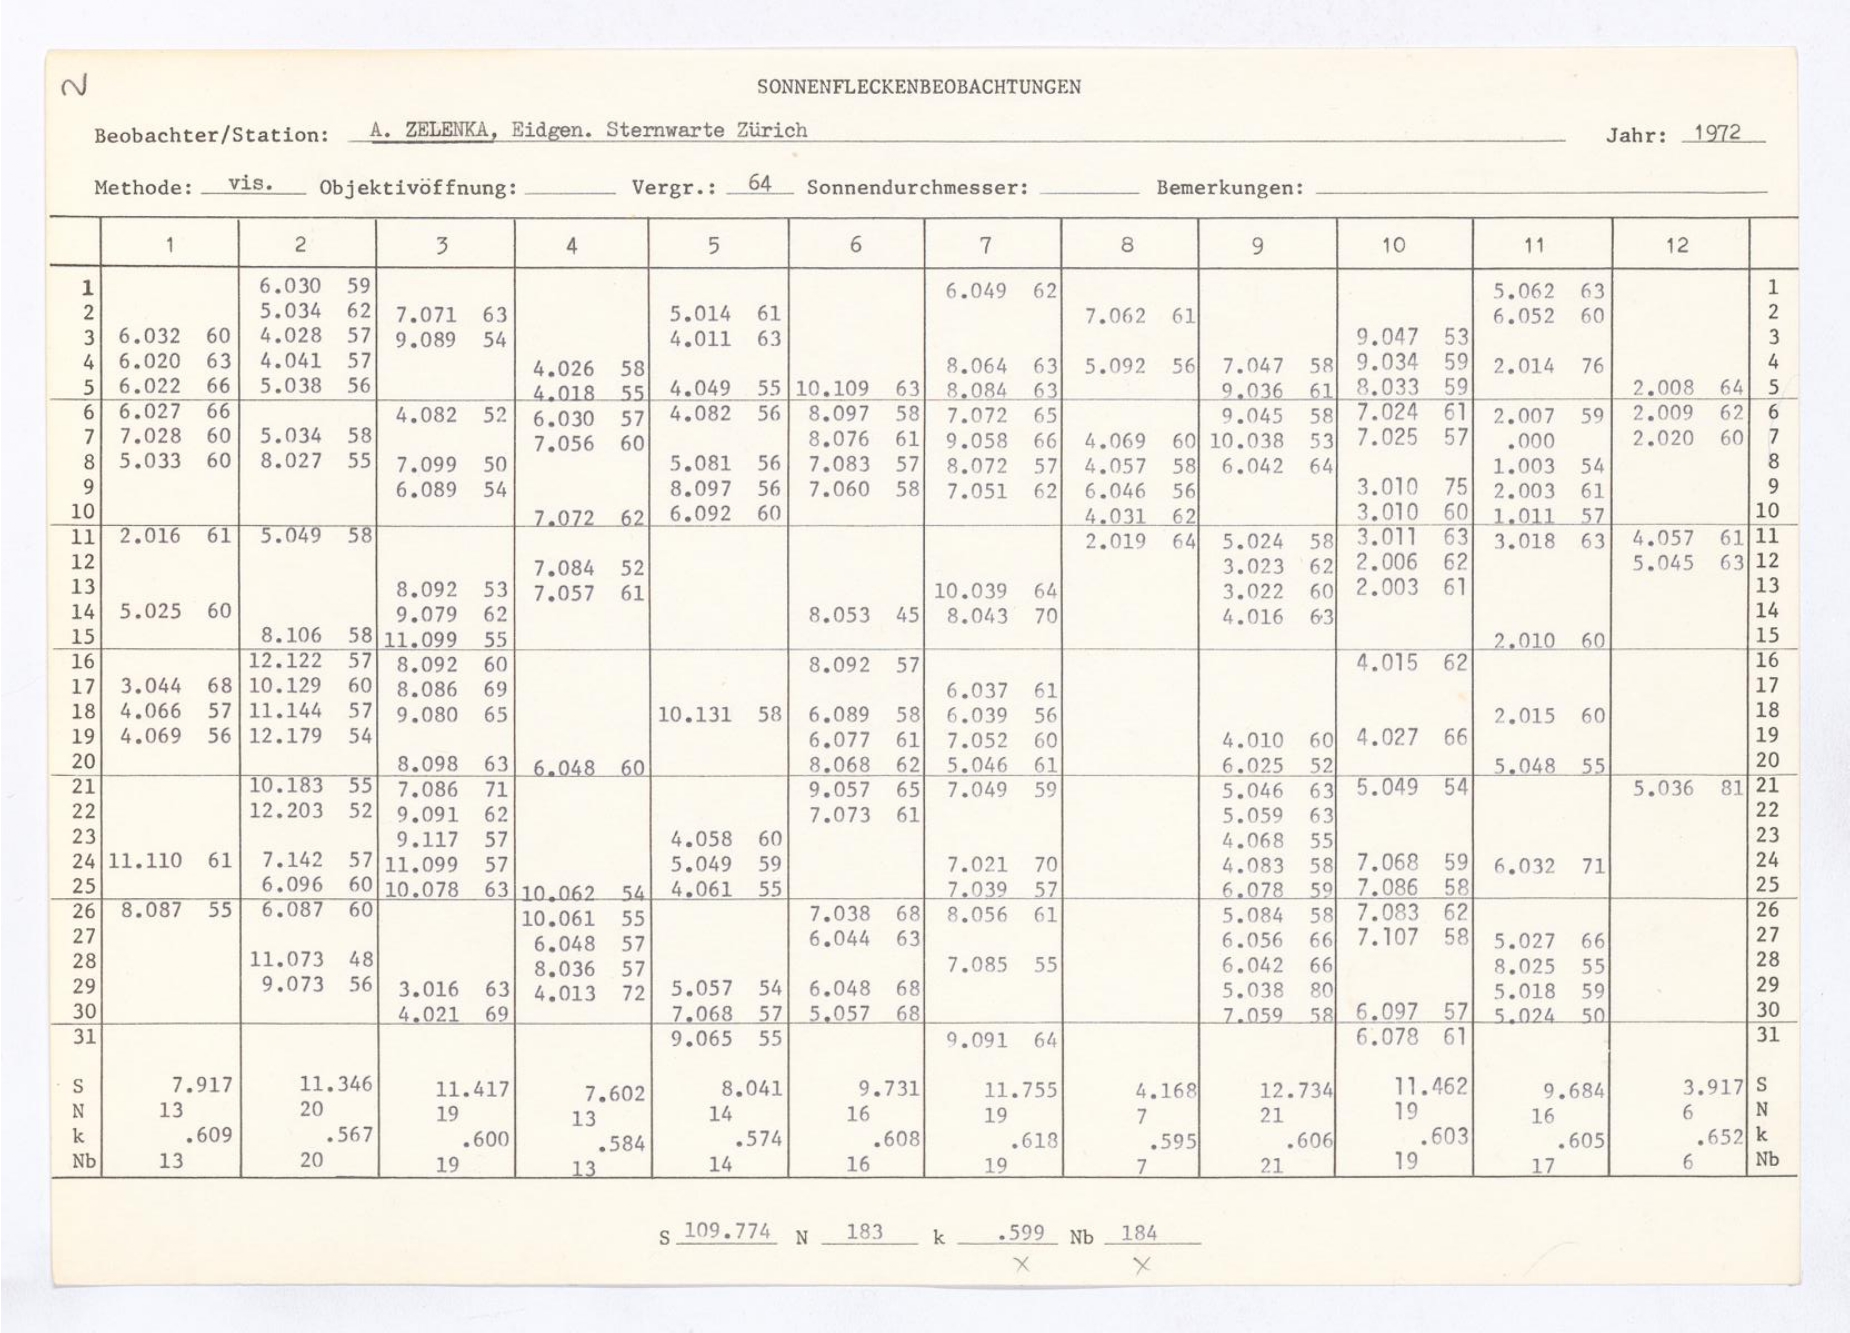 2
SONNENFLECKENBEOBACHTUNGEN
Beobachter/Station: A. ZELENKA, Eidgen. Sternwarte Zürich Jahr: 1972
Methode: vis. Objektivöffnung: Vergr.: 64 Sonnendurchmesser: Bemerkungen:
1 2 3 4 5 6 7 8 9 10 11 12
1 6.030 59 6.049 62 5.062 63 1
2 5.034 62 7.071 63 5.014 61 7.062 61 6.052 60 2
3 6.032 60 4.028 57 9.089 54 4.011 63 9.047 53 3
4 6.020 63 4.041 57 4.026 58 8.064 63 5.092 56 7.047 58 9.034 59 2.014 76 4
5 6.022 66 5.038 56 4.018 55 4.049 55 10.109 63 8.084 63 9.036 61 8.033 59 2.008 64 5
6 6.027 66 4.082 52 6.030 57 4.082 56 8.097 58 7.072 65 9.045 58 7.024 61 2.007 59 2.009 62 6
7 7.028 60 5.034 58 7.056 60 8.076 61 9.058 66 4.069 60 10.038 53 7.025 57 .000 2.020 60 7
8 5.033 60 8.027 55 7.099 50 5.081 56 7.083 57 8.072 57 4.057 58 6.042 64 1.003 54 8
9 6.089 54 8.097 56 7.060 58 7.051 62 6.046 56 3.010 75 2.003 61 9
10 7.072 62 6.092 60 4.031 62 3.010 60 1.011 57 10
11 2.016 61 5.049 58 2.019 64 5.024 58 3.011 63 3.018 63 4.057 61 11
12 7.084 52 3.023 62 2.006 62 5.045 63 12
13 8.092 53 7.057 61 10.039 64 3.022 60 2.003 61 13
14 5.025 60 9.079 62 8.053 45 8.043 70 4.016 63 14
15 8.106 58 11.099 55 2.010 60 15
16 12.122 57 8.092 60 8.092 57 4.015 62 16
17 3.044 68 10.129 60 8.086 69 6.037 61 17
18 4.066 57 11.144 57 9.080 65 10.131 58 6.089 58 6.039 56 2.015 60 18
19 4.069 56 12.179 54 6.077 61 7.052 60 4.010 60 4.027 66 19
20 8.098 63 6.048 60 8.068 62 5.046 61 6.025 52 5.048 55 20
21 10.183 55 7.086 71 9.057 65 7.049 59 5.046 63 5.049 54 5.036 81 21
22 12.203 52 9.091 62 7.073 61 5.059 63 22
23 9.117 57 4.058 60 4.068 55 23
24 11.110 61 7.142 57 11.099 57 5.049 59 7.021 70 4.083 58 7.068 59 6.032 71 24
25 6.096 60 10.078 63 10.062 54 4.061 55 7.039 57 6.078 59 7.086 58 25
26 8.087 55 6.087 60 10.061 55 7.038 68 8.056 61 5.084 58 7.083 62 26
27 6.048 57 6.044 63 6.056 66 7.107 58 5.027 66 27
28 11.073 48 8.036 57 7.085 55 6.042 66 8.025 55 28
29 9.073 56 3.016 63 4.013 72 5.057 54 6.048 68 5.038 80 5.018 59 29
30 4.021 69 7.068 57 5.057 68 7.059 58 6.097 57 5.024 50 30
31 9.065 55 9.091 64 6.078 61 31
S 7.917 11.346 11.417 7.602 8.041 9.731 11.755 4.168 12.734 11.462 9.684 3.917 S
N 13 20 19 13 14 16 19 7 21 19 16 6 N
k .609 .567 .600 .584 .574 .608 .618 .595 .606 .603 .605 .652 k
Nb 13 20 19 13 14 16 19 7 21 19 17 6 Nb
S 109.774 N 183 k .599 Nb 184
x x